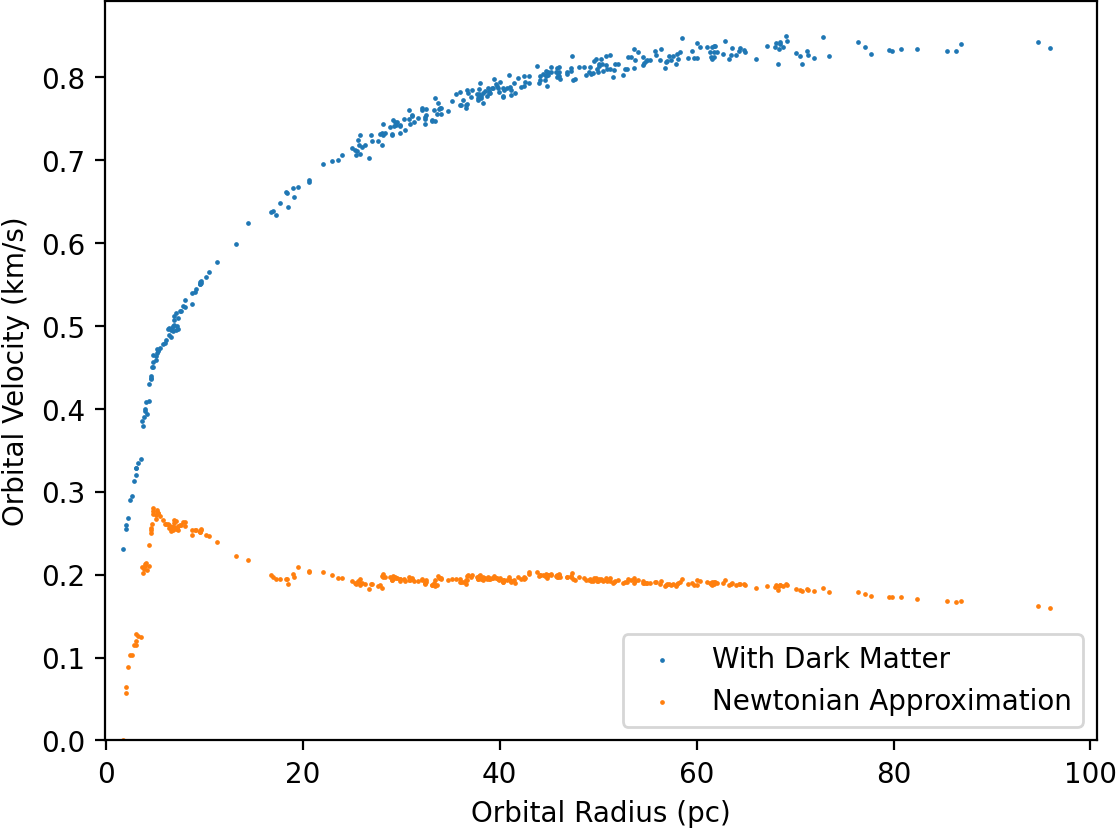 Orbital Velocity (km/s)
0.8
0.7
0.6
0.5
0.4
0.3
0.2
0.1
0.0
With Dark Matter
Newtonian Approximation
0 20 40 60 80 100
Orbital Radius (pc)